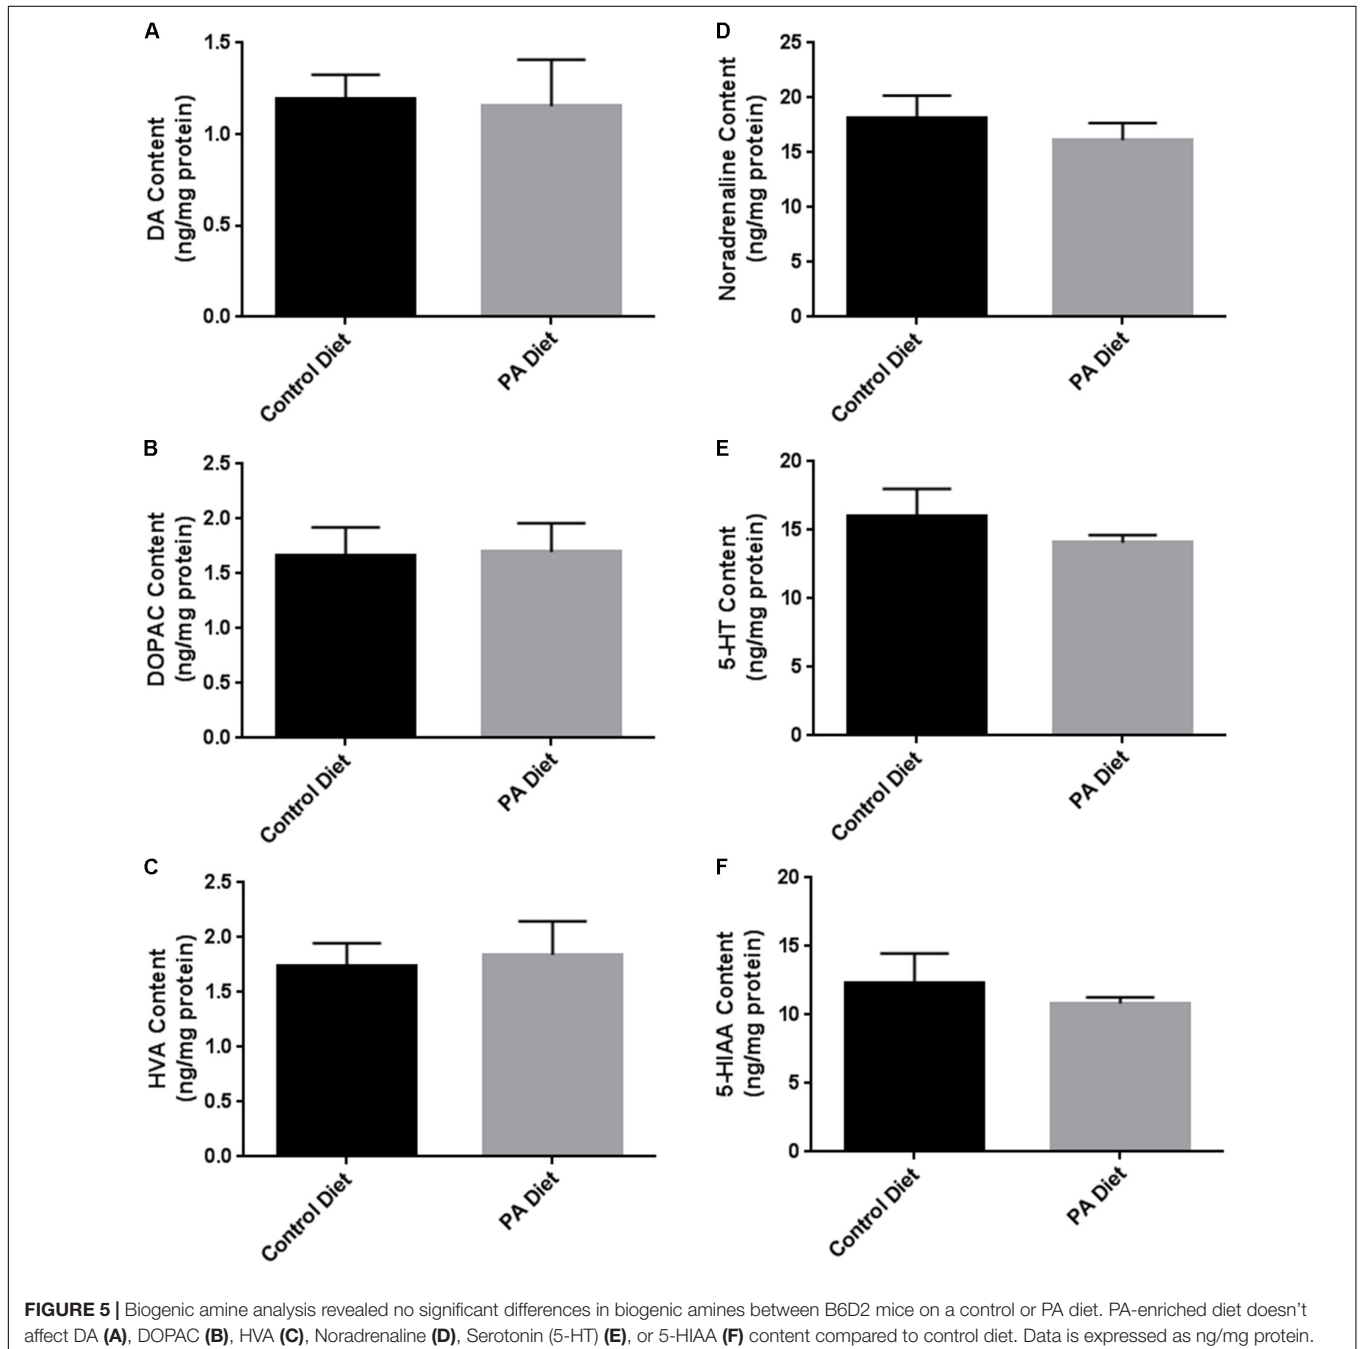 A
DA Content
(ng/mg protein)
1.5
1.0
0.5
0.0
Control Diet
PA Diet
B
DOPAC Content
(ng/mg protein)
2.5
2.0
1.5
1.0
0.5
0.0
Control Diet
PA Diet
C
HVA Content
(ng/mg protein)
2.5
2.0
1.5
1.0
0.5
0.0
Control Diet
PA Diet
D
Noradrenaline Content
(ng/mg protein)
25
20
15
10
5
0
Control Diet
PA Diet
E
5-HT Content
(ng/mg protein)
20
15
10
5
0
Control Diet
PA Diet
F
5-HIAA Content
(ng/mg protein)
20
15
10
5
0
Control Diet
PA Diet
FIGURE 5 | Biogenic amine analysis revealed no significant differences in biogenic amines between B6D2 mice on a control or PA diet. PA-enriched diet doesn't
affect DA (A), DOPAC (B), HVA (C), Noradrenaline (D), Serotonin (5-HT) (E), or 5-HIAA (F) content compared to control diet. Data is expressed as ng/mg protein.